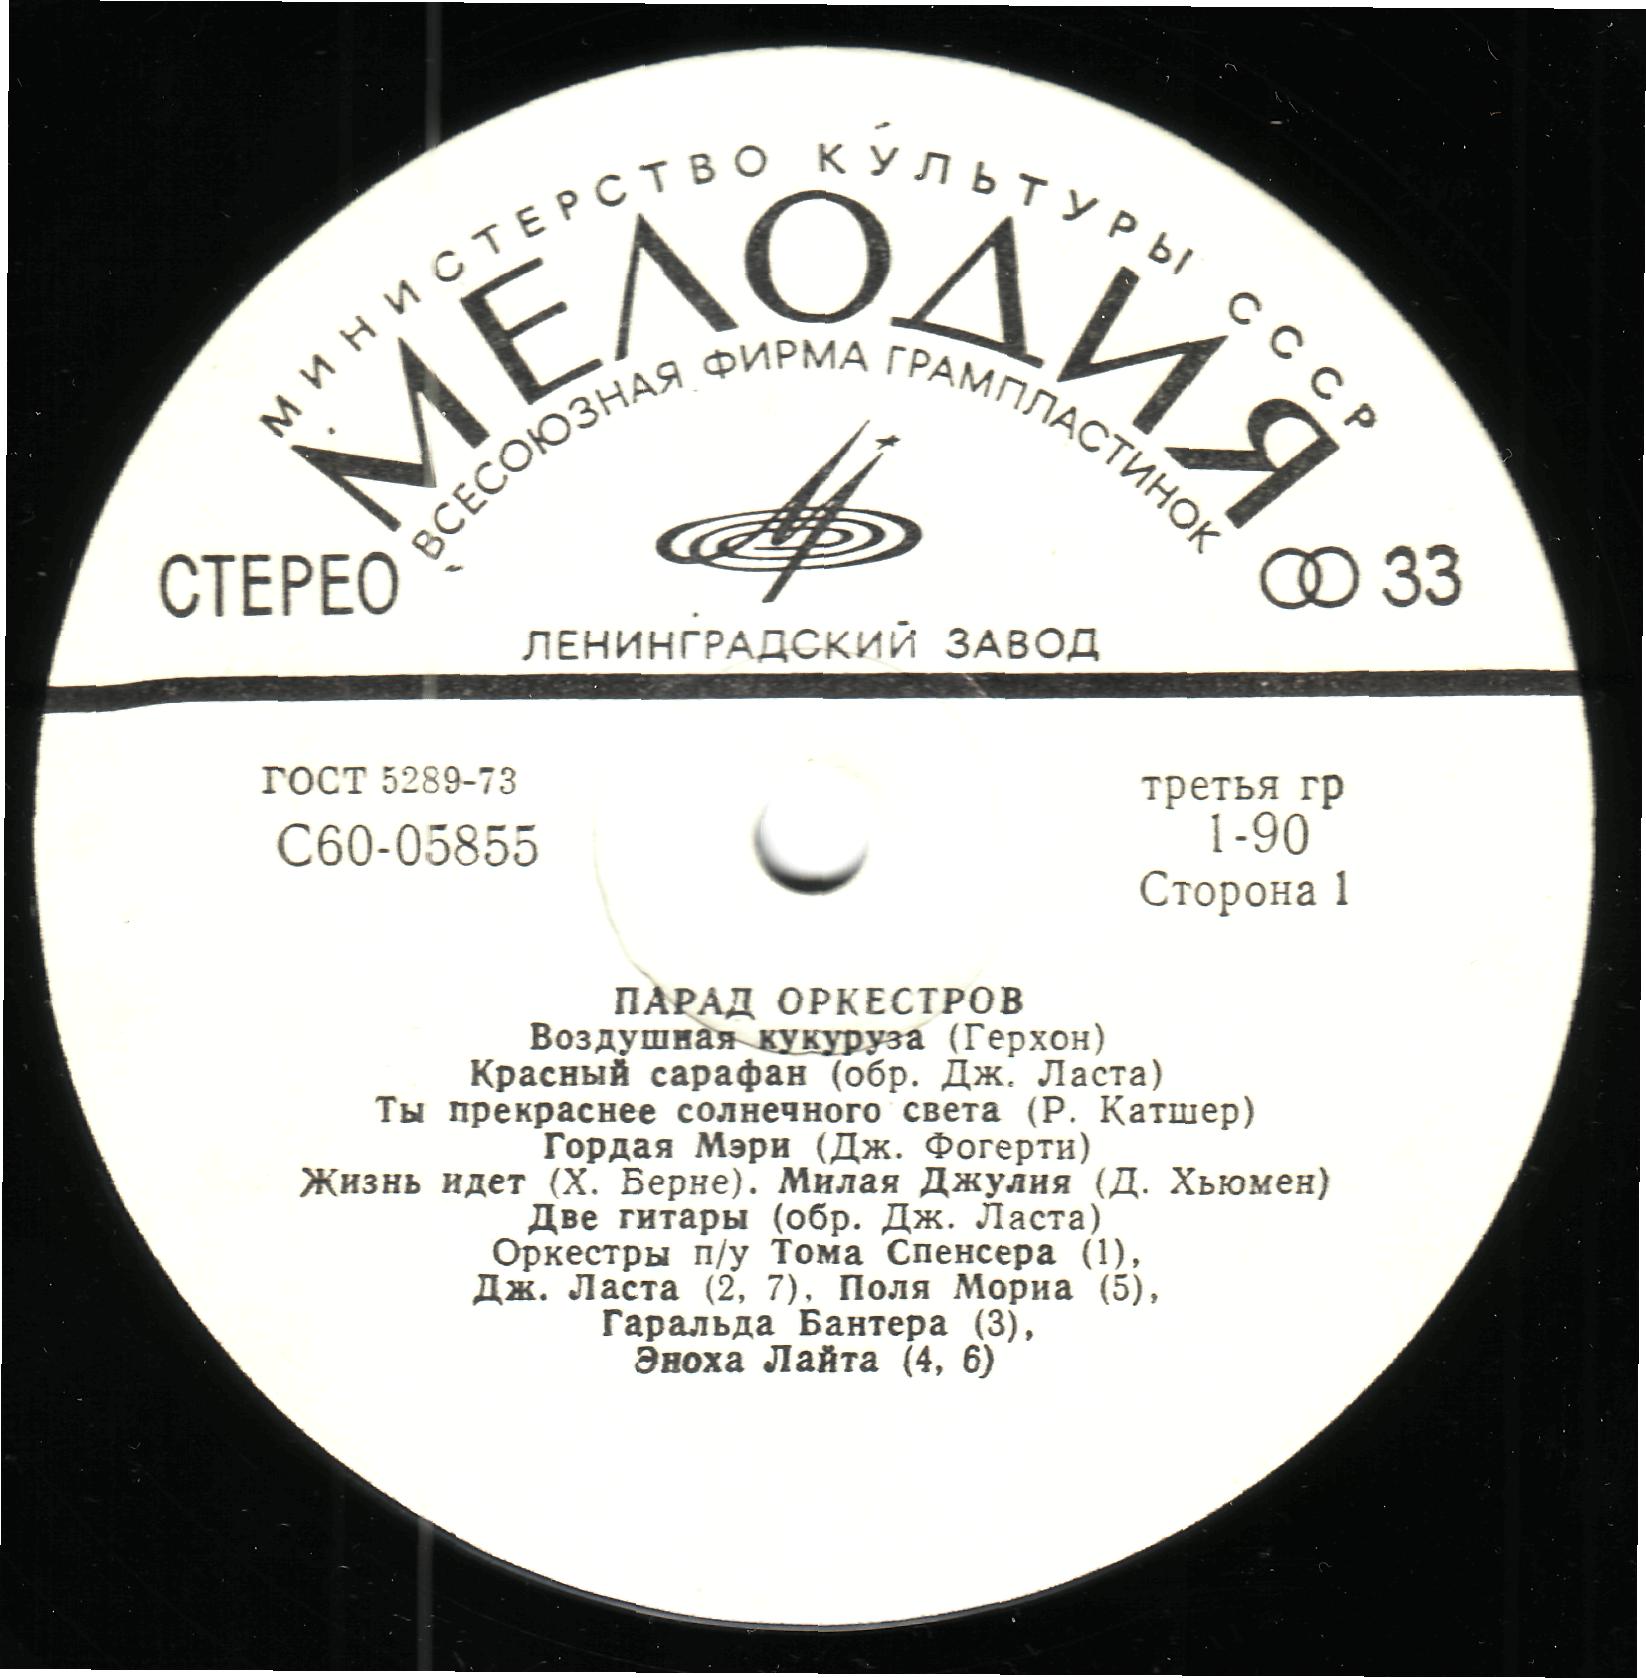 МИНИСТЕРСТВО КУЛЬТУРЫ СССР
МЕЛОДИЯ
ВСЕСОЮЗНАЯ ФИРМА ГРАМПЛАСТИНОК
СТЕРЕО
33
ЛЕНИНГРАДСКИЙ ЗАВОД
ГОСТ 5289-73
С60-05855
третья гр
1-90
Сторона 1
ПАРАД ОРКЕСТРОВ
Воздушная кукуруза (Герхон)
Красный сарафан (обр. Дж. Ласта)
Ты прекраснее солнечного света (Р. Катшер)
Гордая Мэри (Дж. Фогерти)
Жизнь идет (Х. Берне). Милая Джулия (Д. Хьюмен)
Две гитары (обр. Дж. Ласта)
Оркестры п/у Тома Спенсера (1),
Дж. Ласта (2, 7), Поля Мориа (5),
Гаральда Бантера (3),
Эноха Лайта (4, 6)